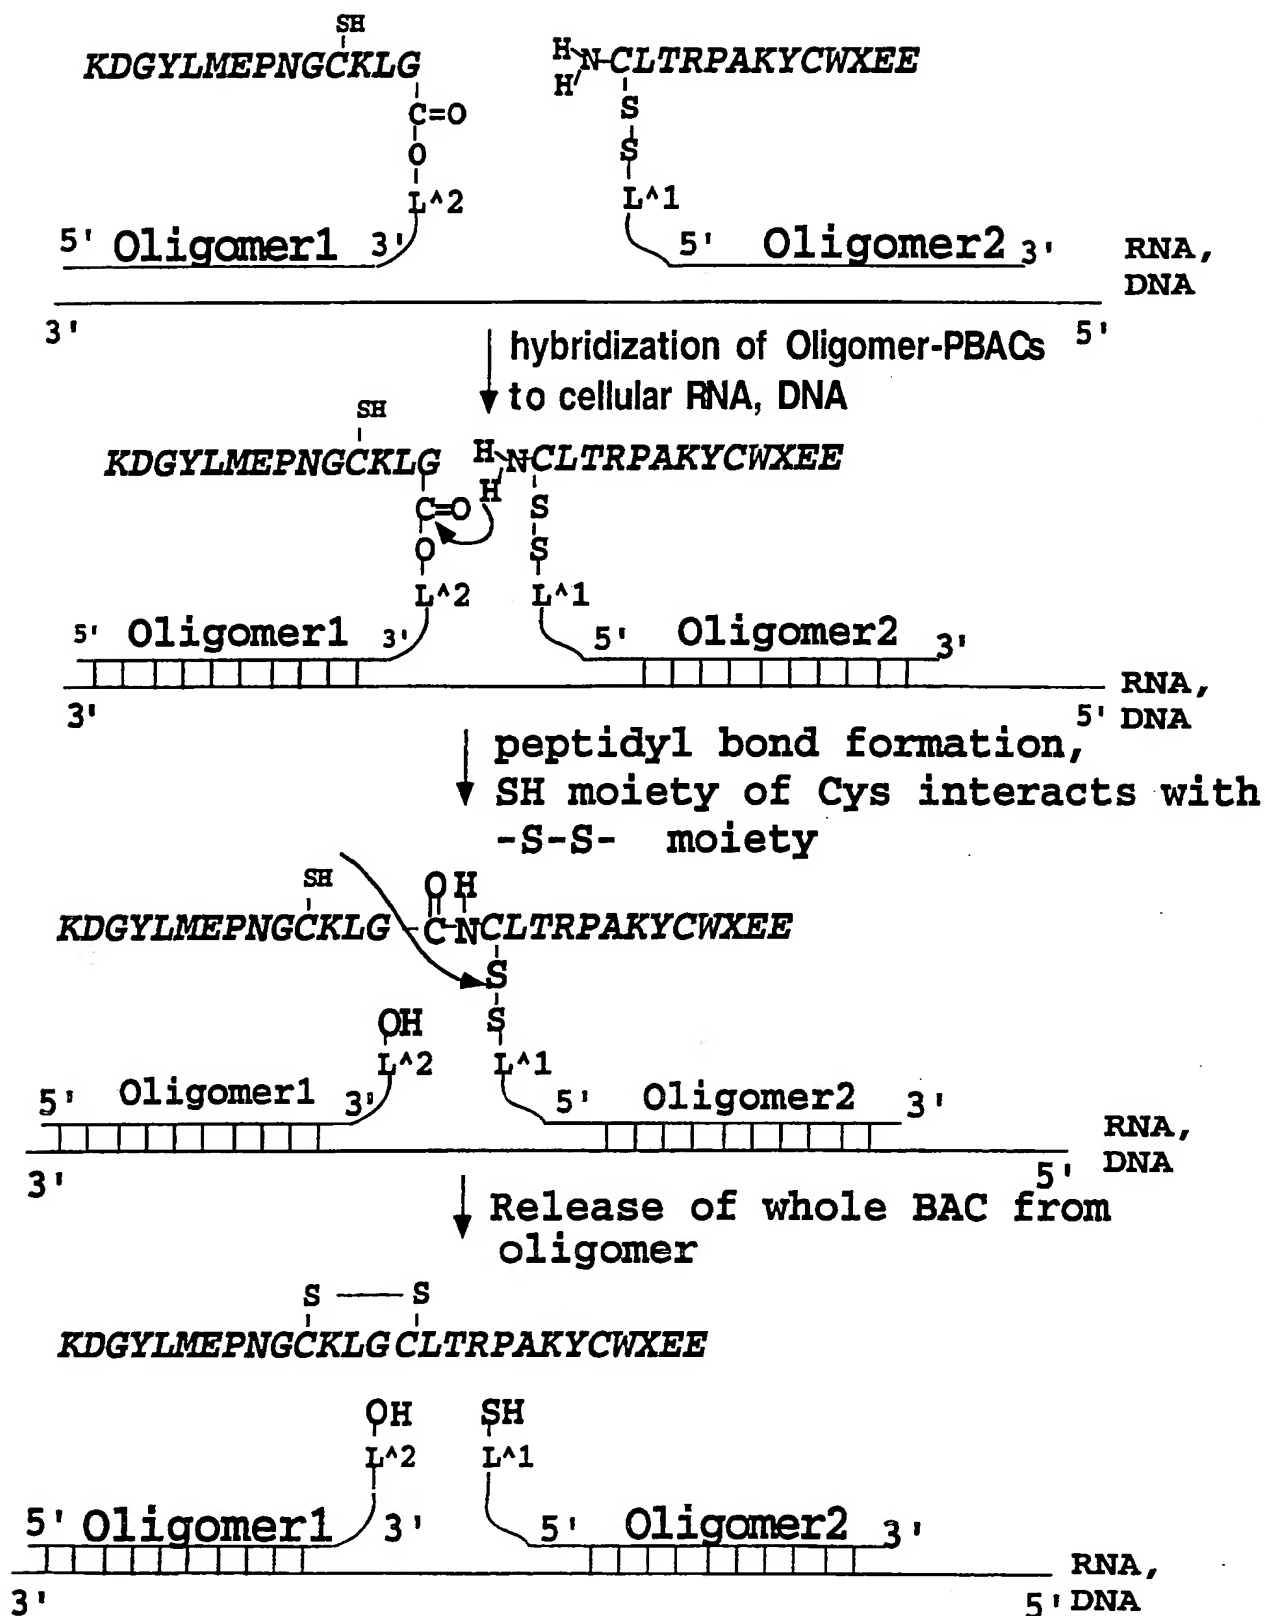 SH
KDGYLMEPNGCKLG
H
H
N-CLTRPAKYCWXEE
C=O
O
L^2
S
S
L^1
5' Oligomer1 3'
5' Oligomer2 3'
RNA,
DNA
3'
5'
hybridization of Oligomer-PBACs
to cellular RNA, DNA
SH
KDGYLMEPNGCKLG
H
H
NCLTRPAKYCWXEE
C=O
O
L^2
S
S
L^1
5' Oligomer1 3'
5' Oligomer2 3'
RNA,
DNA
3'
5'
peptidyl bond formation,
SH moiety of Cys interacts with
-S-S- moiety
SH
O H
KDGYLMEPNGCKLG -C-NCLTRPAKYCWXEE
S
S
OH
L^2
L^1
5' Oligomer1 3'
5' Oligomer2 3'
RNA,
DNA
3'
5'
Release of whole BAC from
oligomer
S — S
KDGYLMEPNGCKLGCLTRPAKYCWXEE
OH
SH
L^2
L^1
5' Oligomer1 3'
5' Oligomer2 3'
RNA,
DNA
3'
5'